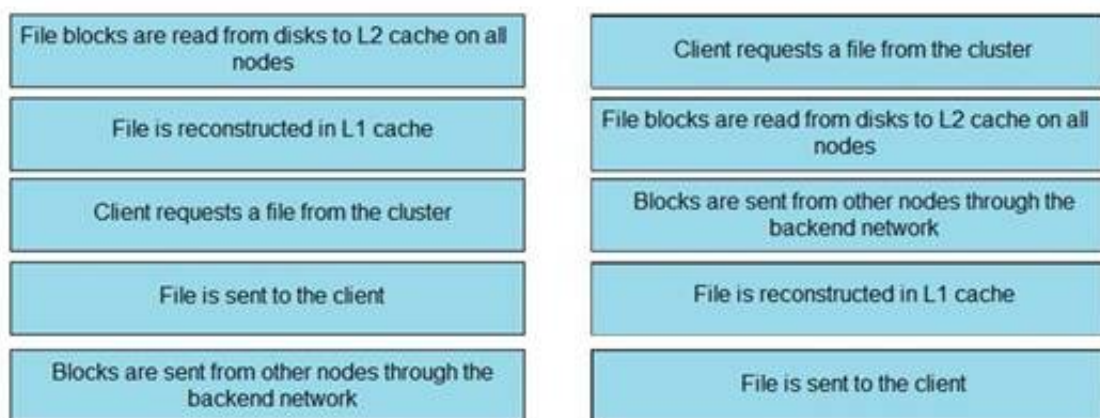 File blocks are read from disks to L2 cache on all
nodes
File is reconstructed in L1 cache
Client requests a file from the cluster
File is sent to the client
Blocks are sent from other nodes through the
backend network
Client requests a file from the cluster
File blocks are read from disks to L2 cache on all
nodes
Blocks are sent from other nodes through the
backend network
File is reconstructed in L1 cache
File is sent to the client